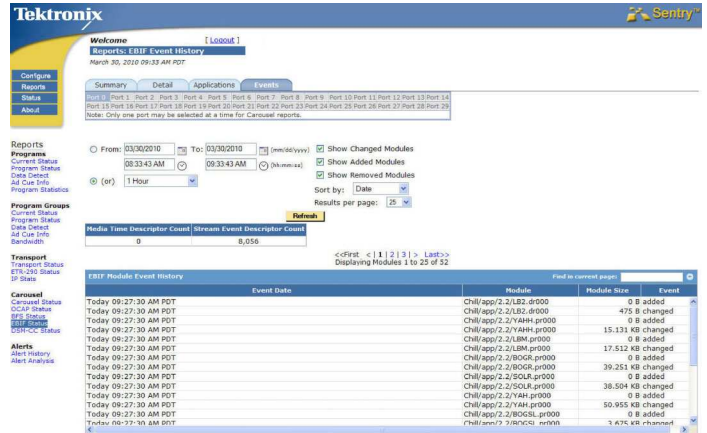 Tektronix
Sentry™
Welcome [ Logout ]
Reports: EBIF Event History
March 30, 2010 09:33 AM PDT
Configure
Reports
Status
About
Summary Detail Applications Events
Port 0 Port 1 Port 2 Port 3 Port 4 Port 5 Port 6 Port 7 Port 8 Port 9 Port 10 Port 11 Port 12 Port 13 Port 14
Port 15 Port 16 Port 17 Port 18 Port 19 Port 20 Port 21 Port 22 Port 23 Port 24 Port 25 Port 26 Port 27 Port 28 Port 29
Note: Only one port may be selected at a time for Carousel reports.
Reports
Programs
Current Status
Program Status
Data Detect
Ad Cue Info
Program Statistics
Program Groups
Current Status
Program Status
Data Detect
Ad Cue Info
Bandwidth
Transport
Transport Status
ETR-290 Status
IP Stats
Carousel
Carousel Status
OCAP Status
BFS Status
EBIF Status
DSM-CC Status
Alerts
Alert History
Alert Analysis
From: 03/30/2010 To: 03/30/2010 (mm/dd/yyyy)
08:33:43 AM 09:33:43 AM (hh:mm:ss)
(or) 1 Hour
Show Changed Modules
Show Added Modules
Show Removed Modules
Sort by: Date
Results per page: 25
Refresh
Media Time Descriptor Count Stream Event Descriptor Count
0 8,056
<<First < | 1 | 2 | 3 | > Last>>
Displaying Modules 1 to 25 of 52
EBIF Module Event History Find in current page:
Event Date Module Module Size Event
Today 09:27:30 AM PDT Chill/app/2.2/LB2.dr000 0 B added
Today 09:27:30 AM PDT Chill/app/2.2/LB2.dr000 475 B changed
Today 09:27:30 AM PDT Chill/app/2.2/YAHH.pr000 0 B added
Today 09:27:30 AM PDT Chill/app/2.2/YAHH.pr000 15.131 KB changed
Today 09:27:30 AM PDT Chill/app/2.2/LBM.pr000 0 B added
Today 09:27:30 AM PDT Chill/app/2.2/LBM.pr000 17.512 KB changed
Today 09:27:30 AM PDT Chill/app/2.2/BOGR.pr000 0 B added
Today 09:27:30 AM PDT Chill/app/2.2/BOGR.pr000 39.251 KB changed
Today 09:27:30 AM PDT Chill/app/2.2/SOLR.pr000 0 B added
Today 09:27:30 AM PDT Chill/app/2.2/SOLR.pr000 38.504 KB changed
Today 09:27:30 AM PDT Chill/app/2.2/YAH.pr000 0 B added
Today 09:27:30 AM PDT Chill/app/2.2/YAH.pr000 50.955 KB changed
Today 09:27:30 AM PDT Chill/app/2.2/BOGSL.pr000 0 B added
Today 09:27:30 AM PDT Chill/app/2.2/BOGSL.pr000 3.675 KB changed